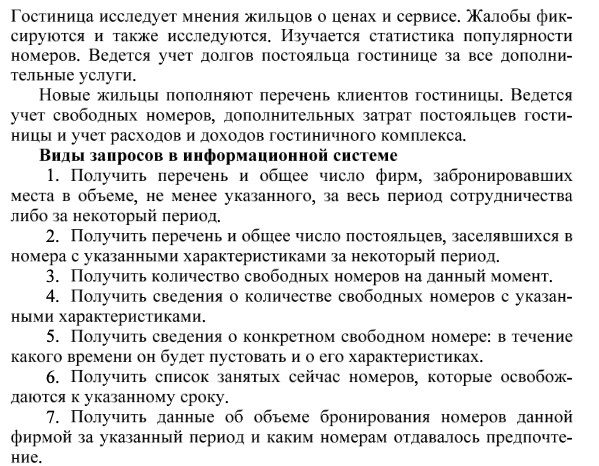 Гостиница исследует мнения жильцов о ценах и сервисе. Жалобы фик-
сируются и также исследуются. Изучается статистика популярности
номеров. Ведется учет долгов постояльца гостинице за все дополни-
тельные услуги.
Новые жильцы пополняют перечень клиентов гостиницы. Ведется
учет свободных номеров, дополнительных затрат постояльцев гости-
ницы и учет расходов и доходов гостиничного комплекса.
Виды запросов в информационной системе
1. Получить перечень и общее число фирм, забронировавших
места в объеме, не менее указанного, за весь период сотрудничества
либо за некоторый период.
2. Получить перечень и общее число постояльцев, заселявшихся в
номера с указанными характеристиками за некоторый период.
3. Получить количество свободных номеров на данный момент.
4. Получить сведения о количестве свободных номеров с указан-
ными характеристиками.
5. Получить сведения о конкретном свободном номере: в течение
какого времени он будет пустовать и о его характеристиках.
6. Получить список занятых сейчас номеров, которые освобож-
даются к указанному сроку.
7. Получить данные об объеме бронирования номеров данной
фирмой за указанный период и каким номерам отдавалось предпочте-
ние.